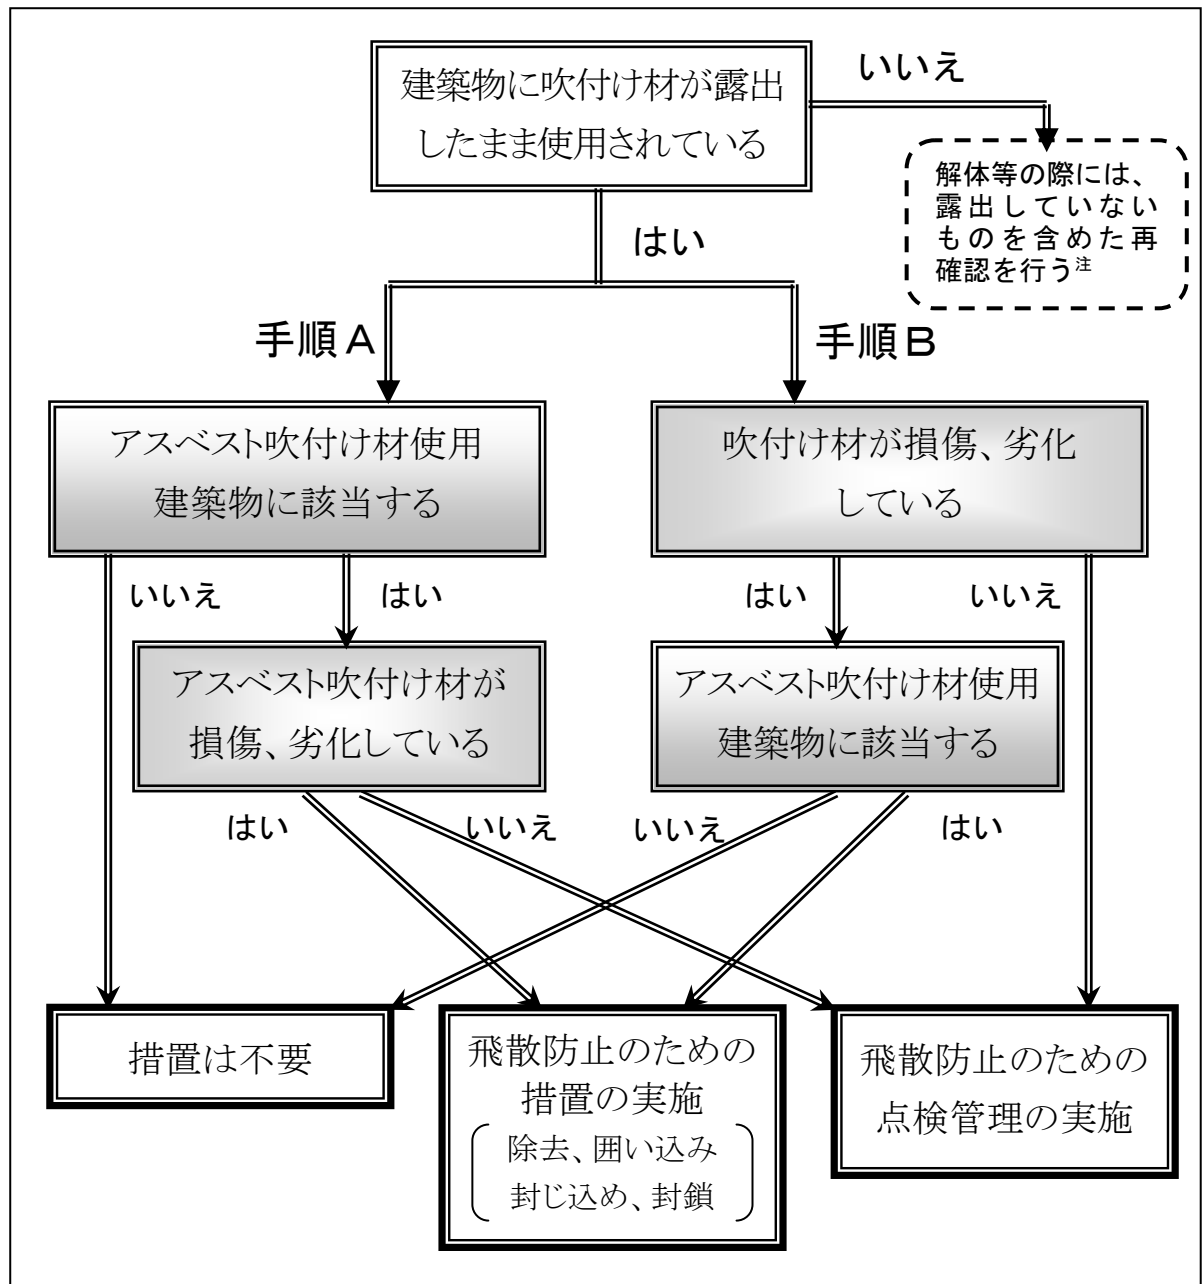 建築物に吹付け材が露出
したまま使用されている
いいえ
解体等の際には、
露出していない
ものを含めた再
確認を行う注
はい
手順A
手順B
アスベスト吹付け材使用
建築物に該当する
吹付け材が損傷、劣化
している
いいえ
はい
はい
いいえ
アスベスト吹付け材が
損傷、劣化している
アスベスト吹付け材使用
建築物に該当する
はい
いいえ
いいえ
はい
措置は不要
飛散防止のための
措置の実施
除去、囲い込み
封じ込め、封鎖
飛散防止のための
点検管理の実施